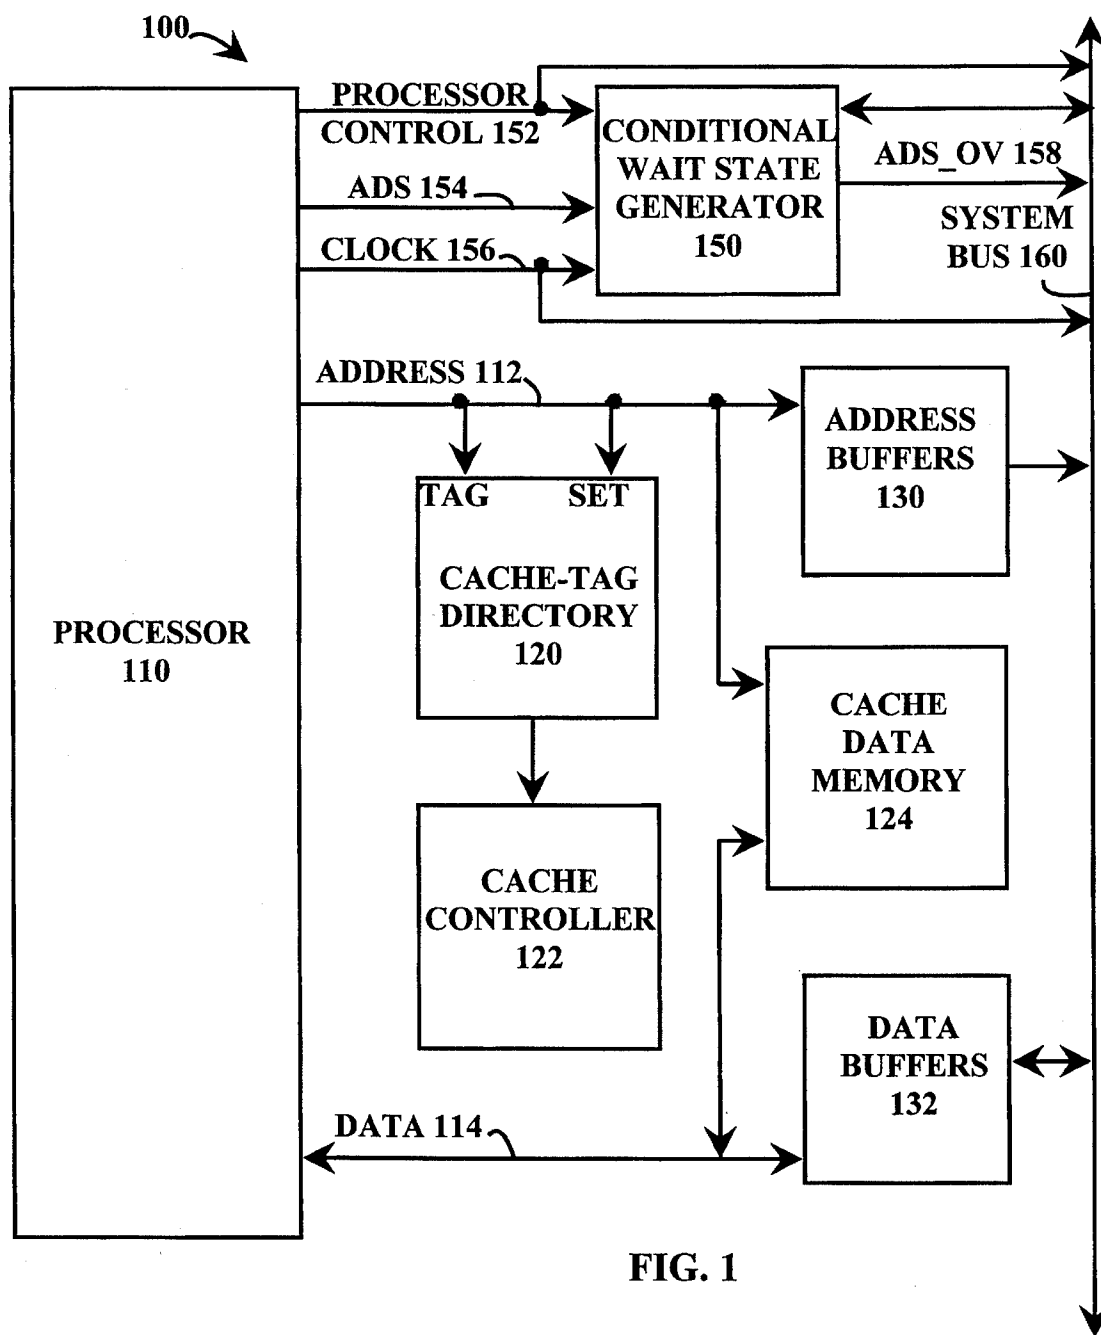 100
PROCESSOR
CONTROL 152
CONDITIONAL
WAIT STATE
GENERATOR
150
ADS_OV 158
ADS 154
SYSTEM
BUS 160
CLOCK 156
ADDRESS 112
ADDRESS
BUFFERS
130
TAG SET
CACHE-TAG
DIRECTORY
120
PROCESSOR
110
CACHE
DATA
MEMORY
124
CACHE
CONTROLLER
122
DATA
BUFFERS
132
DATA 114
FIG. 1